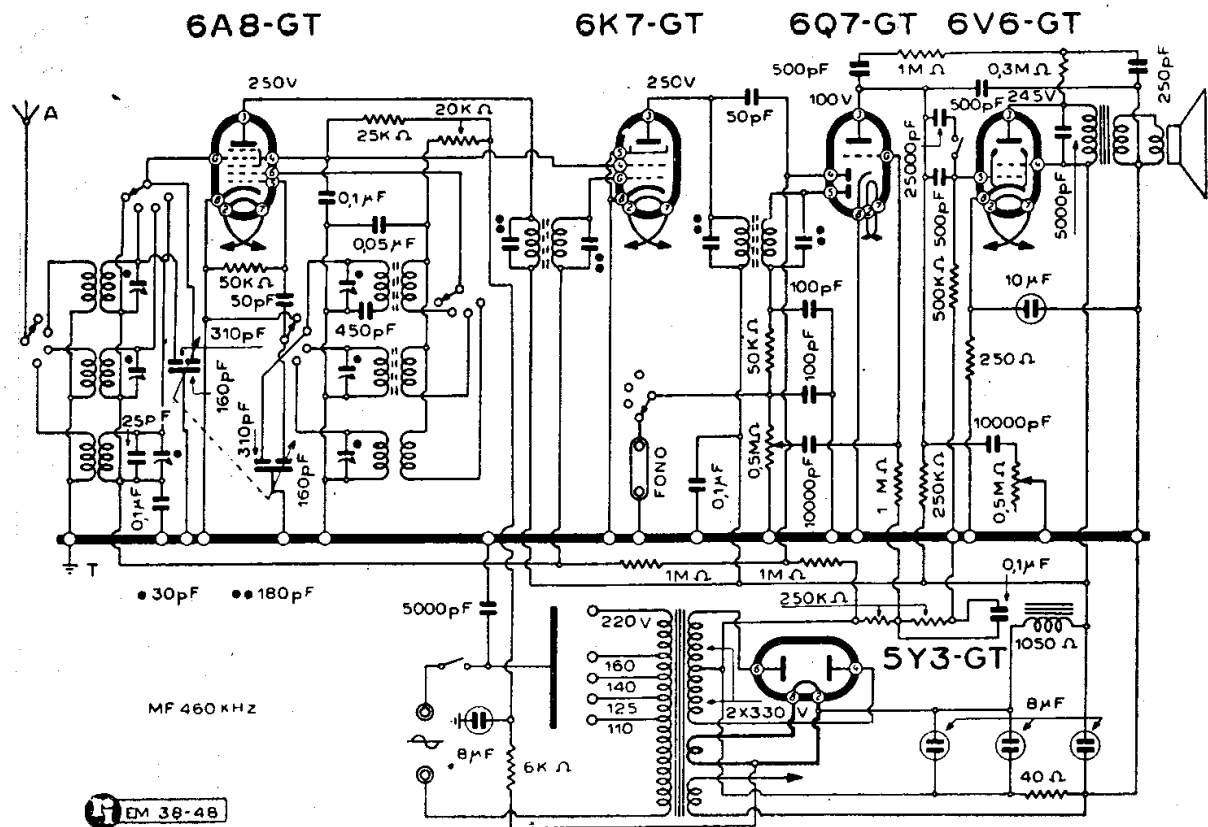 6A8-GT 6K7-GT 6Q7-GT 6V6-GT
250V
250V
500pF
1MΩ
0,3MΩ
250pF
A
20KΩ
25KΩ
50pF
100V
500pF
245V
25000pF
0,1µF
0,05µF
500pF
5000pF
50KΩ
50pF
450pF
100pF
500KΩ
10µF
310pF
160pF
50KΩ
100pF
250Ω
25pF
310pF
160pF
0,1µF
FONO
0,1µF
0,5MΩ
10000pF
1MΩ
250KΩ
10000pF
0,5MΩ
T
1MΩ
1MΩ
0,1µF
• 30pF •• 180pF
5000pF
220V
160
140
125
110
250KΩ
5Y3-GT
1050Ω
2X330 V
8µF
MF 460KHz
8µF
6KΩ
40Ω
EM 38-48